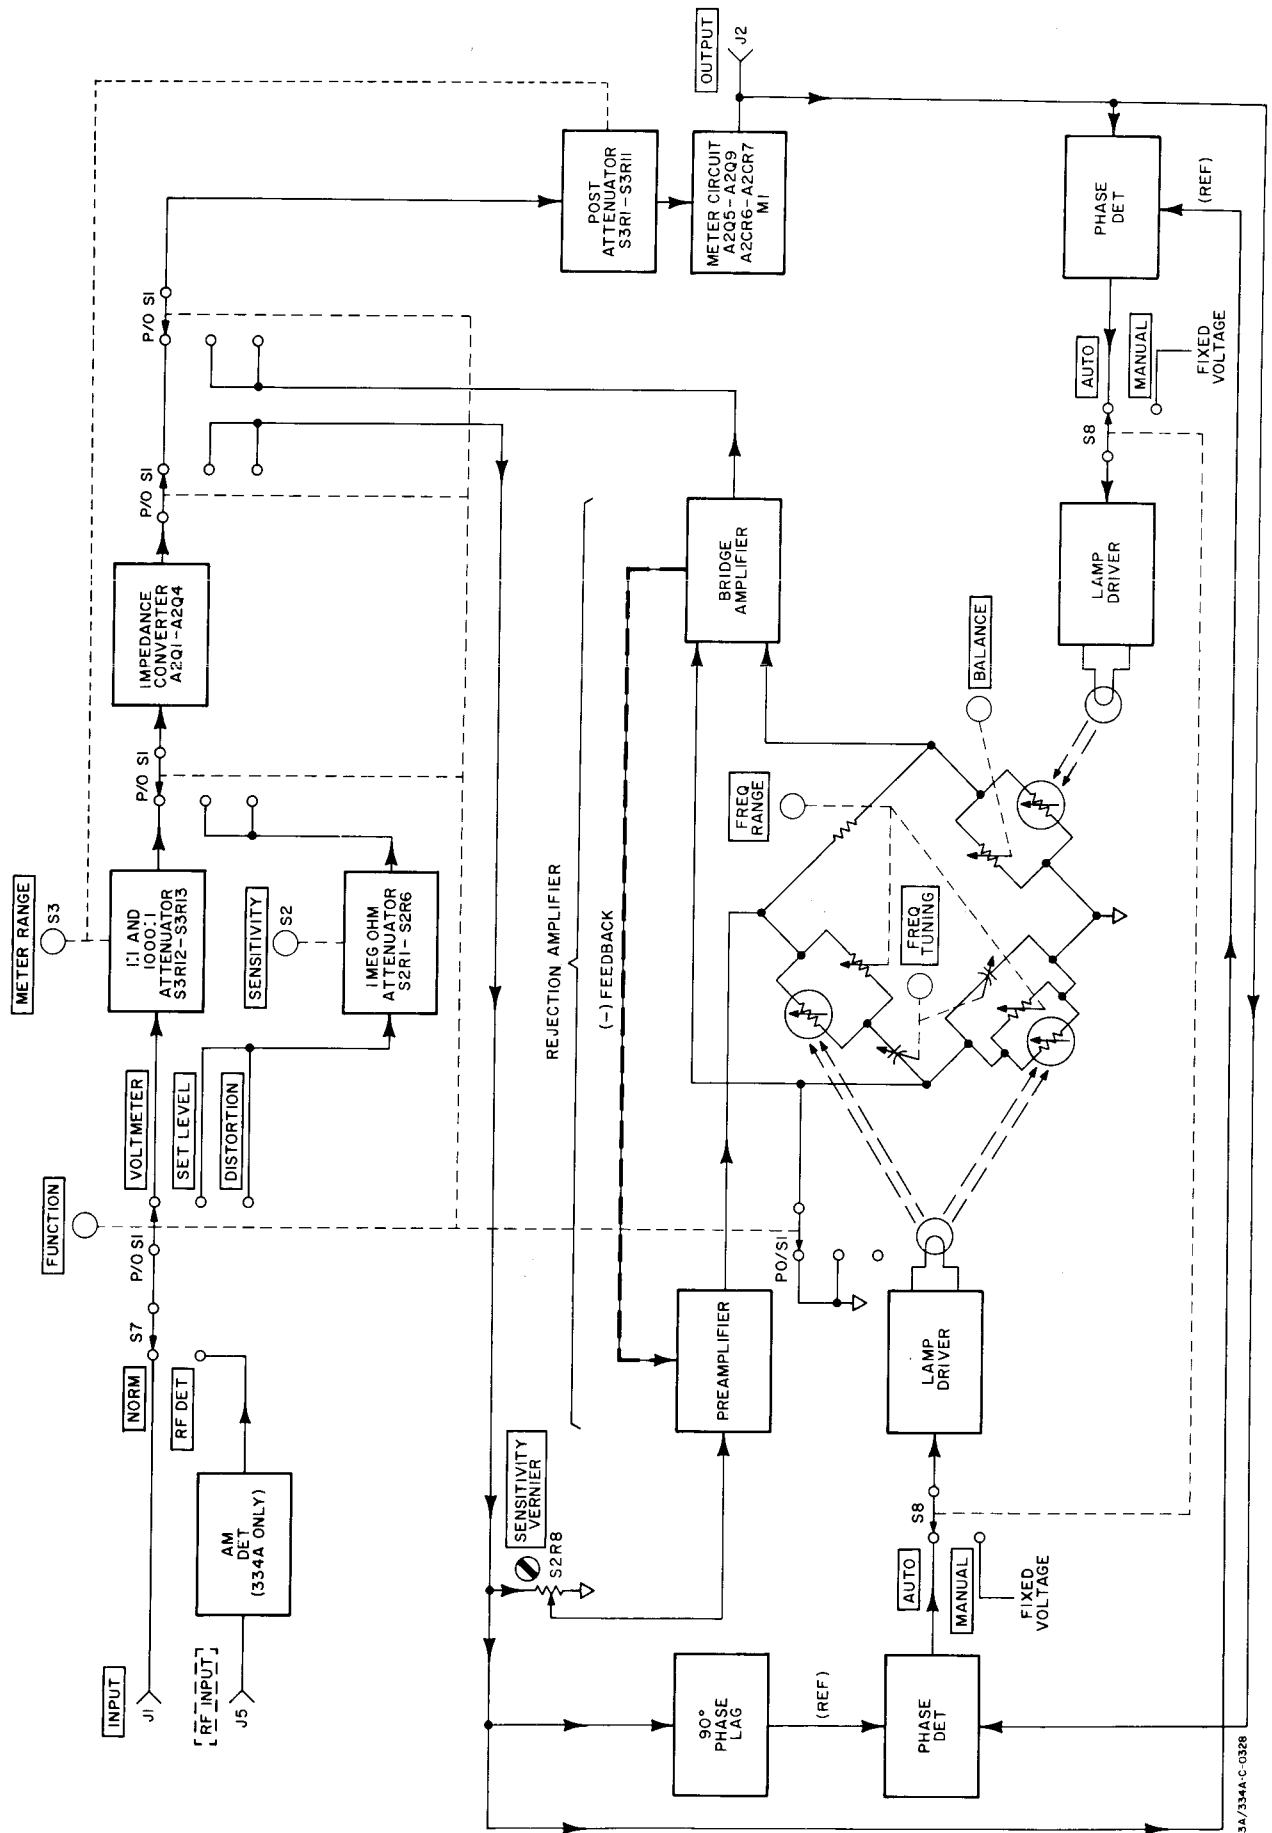 INPUT
J1
[RF INPUT]
J5
AM
DET
(334A ONLY)
NORM
RF DET
S7
P/O S1
FUNCTION
VOLTMETER
SET LEVEL
DISTORTION
METER RANGE
S3
1:1 AND
1000:1
ATTENUATOR
S3R12-S3R13
SENSITIVITY
S2
1MEG OHM
ATTENUATOR
S2R1-S2R6
P/O S1
IMPEDANCE
CONVERTER
A2Q1-A2Q4
P/O S1
P/O S1
POST
ATTENUATOR
S3R1-S3R11
METER CIRCUIT
A2Q5-A2Q9
A2CR6-A2CR7
M1
OUTPUT
J2
REJECTION AMPLIFIER
(-) FEEDBACK
SENSITIVITY
VERNIER
S2R8
PREAMPLIFIER
BRIDGE
AMPLIFIER
PO/S1
FREQ
RANGE
FREQ
TUNING
BALANCE
90°
PHASE
LAG
(REF)
PHASE
DET
AUTO
MANUAL
FIXED
VOLTAGE
S8
LAMP
DRIVER
LAMP
DRIVER
S8
AUTO
MANUAL
FIXED
VOLTAGE
PHASE
DET
(REF)
3A/334A-C-0328